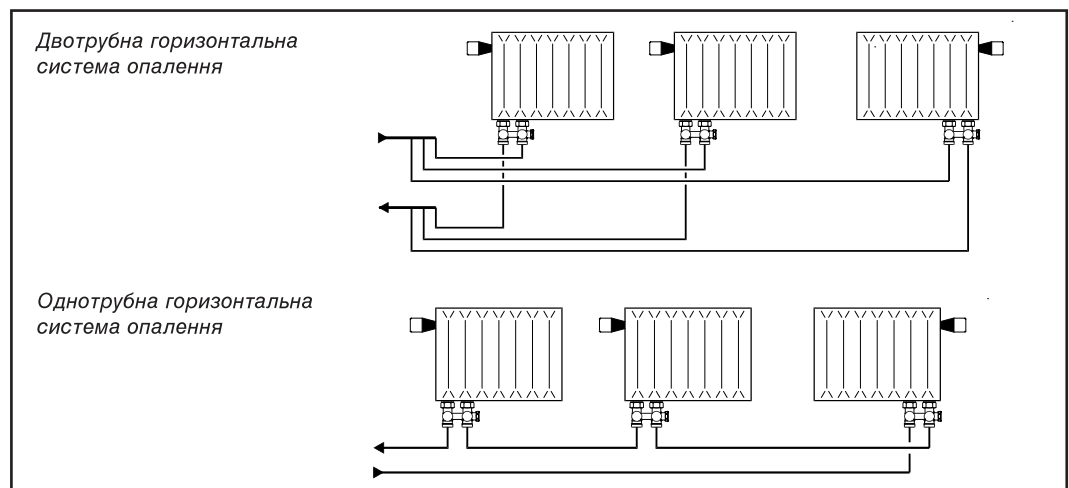 Двотрубна горизонтальна
система опалення
Однотрубна горизонтальна
система опалення